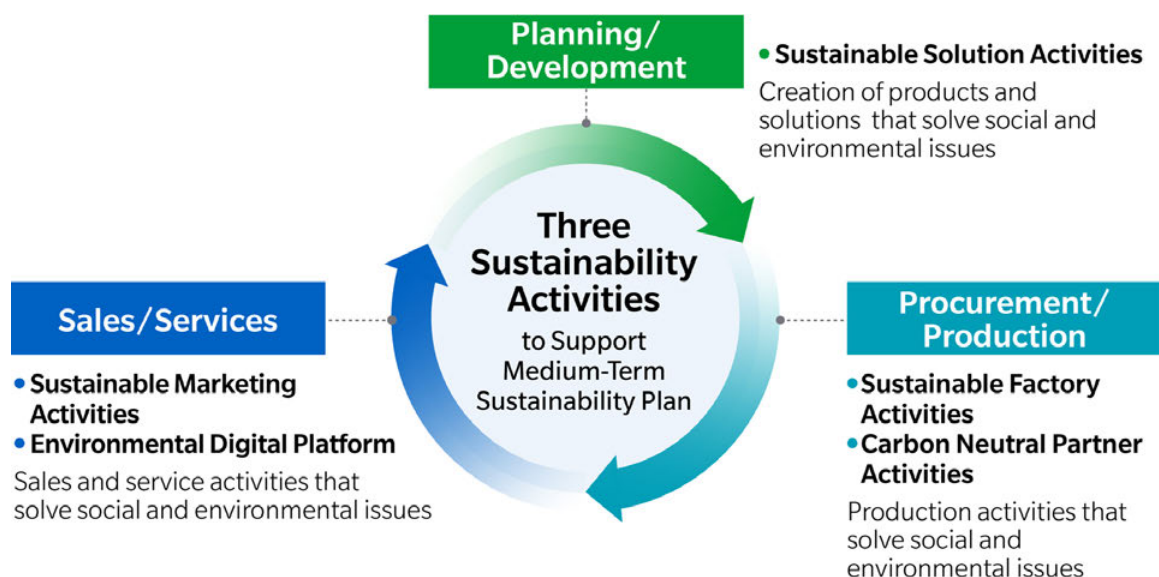 Planning/
Development
• Sustainable Solution Activities
Creation of products and
solutions that solve social and
environmental issues
Three
Sustainability
Activities
to Support
Medium-Term
Sustainability Plan
Sales/Services
• Sustainable Marketing
Activities
• Environmental Digital Platform
Sales and service activities that
solve social and environmental issues
Procurement/
Production
• Sustainable Factory
Activities
• Carbon Neutral Partner
Activities
Production activities that
solve social and
environmental issues